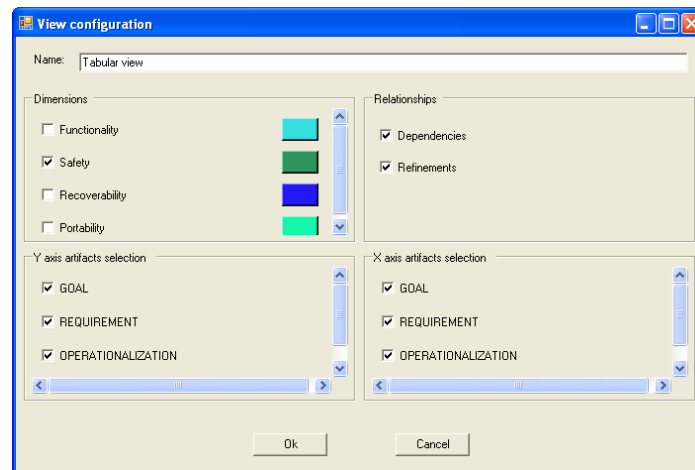 View configuration
Name: Tabular view
Dimensions
Functionality
Safety
Recoverability
Portability
Relationships
Dependencies
Refinements
Y axis artifacts selection
GOAL
REQUIREMENT
OPERATIONALIZATION
X axis artifacts selection
GOAL
REQUIREMENT
OPERATIONALIZATION
Ok Cancel